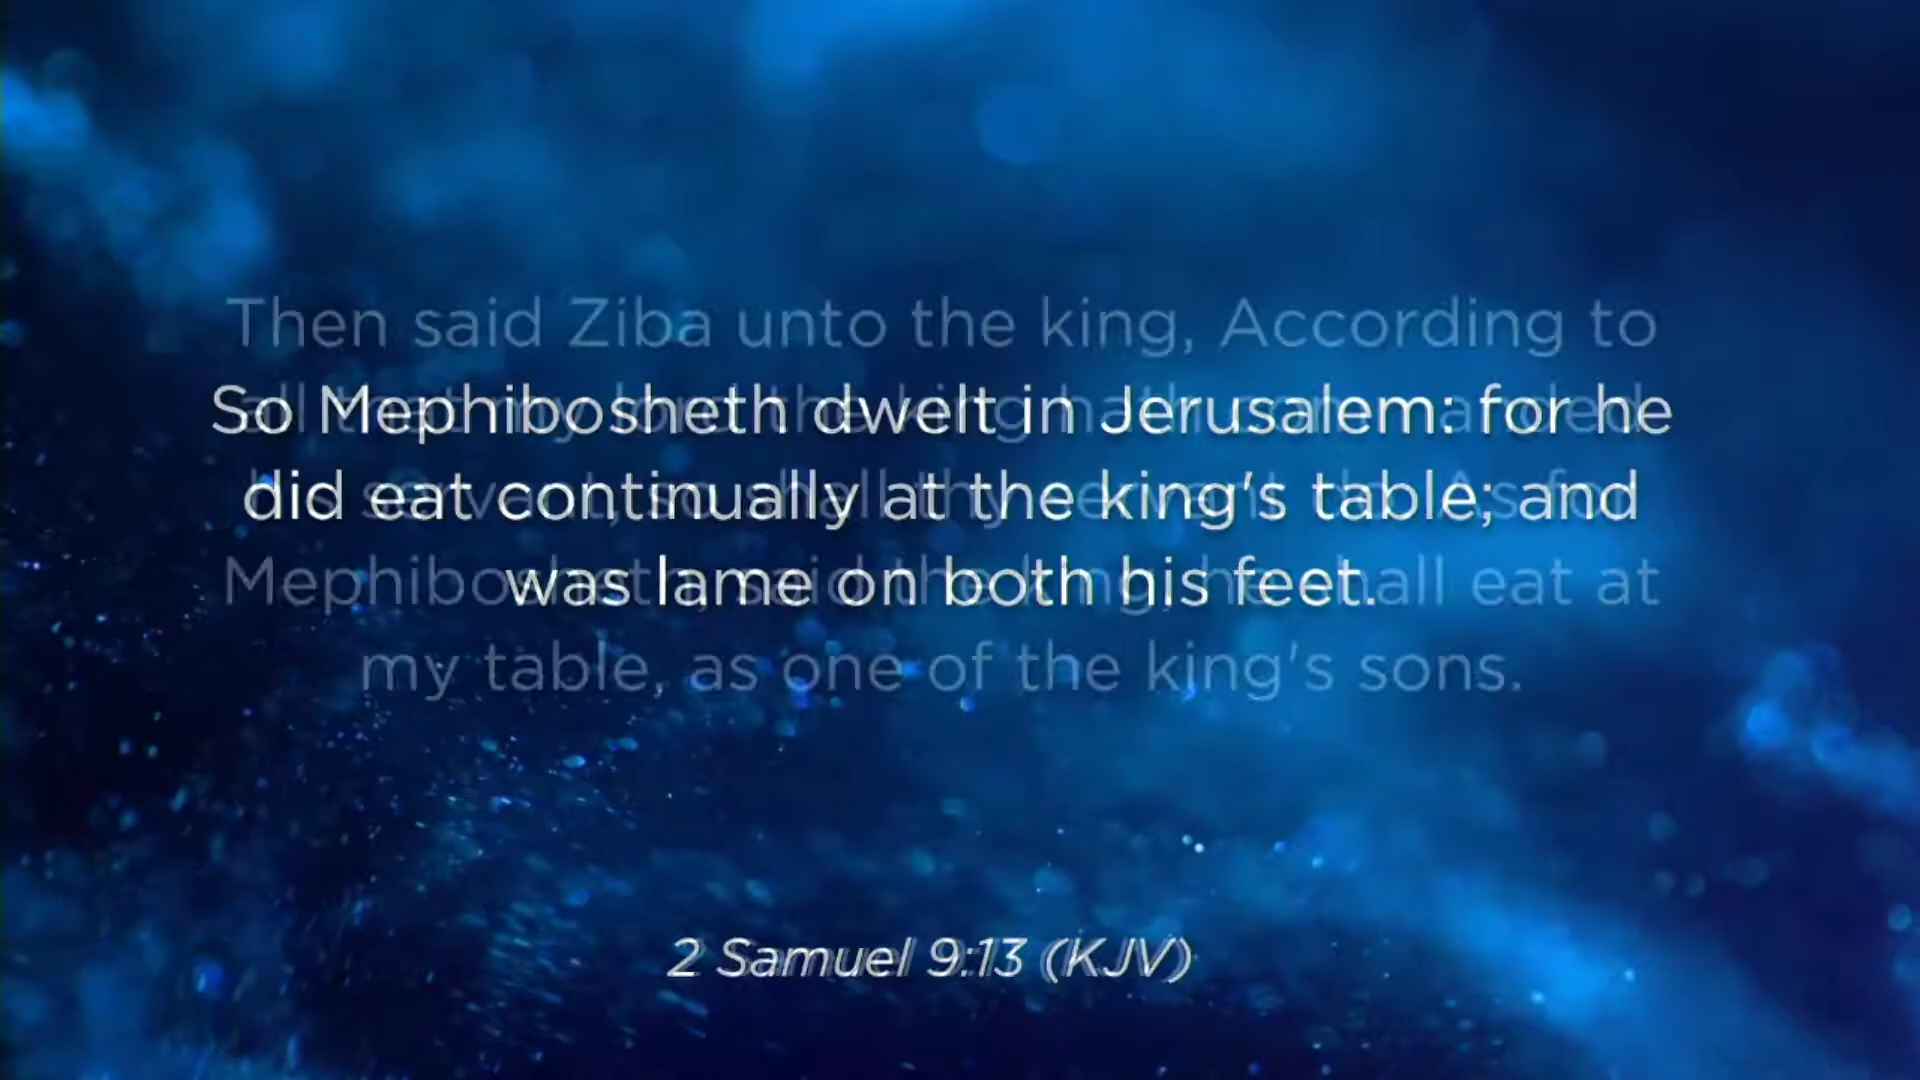 Then said Ziba unto the king, According to
So Mephibosheth dwelt in Jerusalem: for he
did eat continually at the king's table; and
was lame on both his feet.
my table, as one of the king's sons.
2 Samuel 9:13 (KJV)